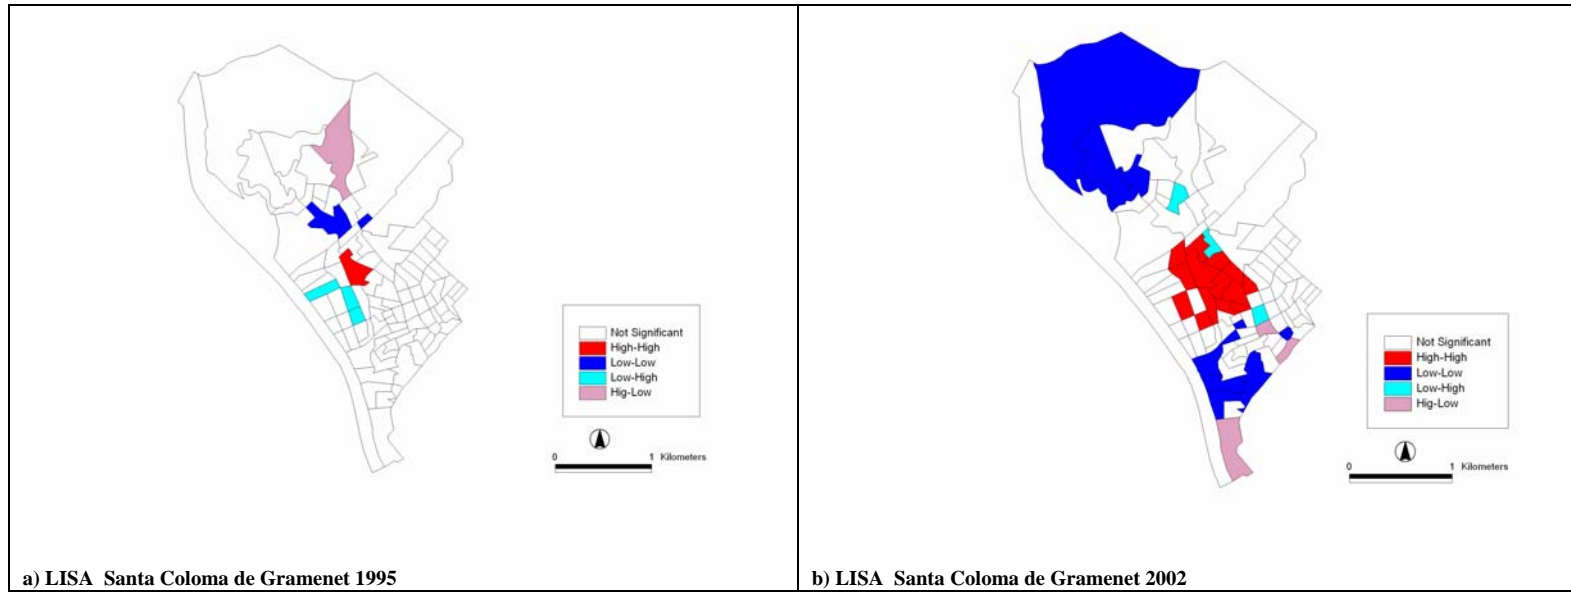 Not Significant
High-High
Low-Low
Low-High
Hig-Low
0 1 Kilometers
a) LISA Santa Coloma de Gramenet 1995
Not Significant
High-High
Low-Low
Low-High
Hig-Low
0 1 Kilometers
b) LISA Santa Coloma de Gramenet 2002